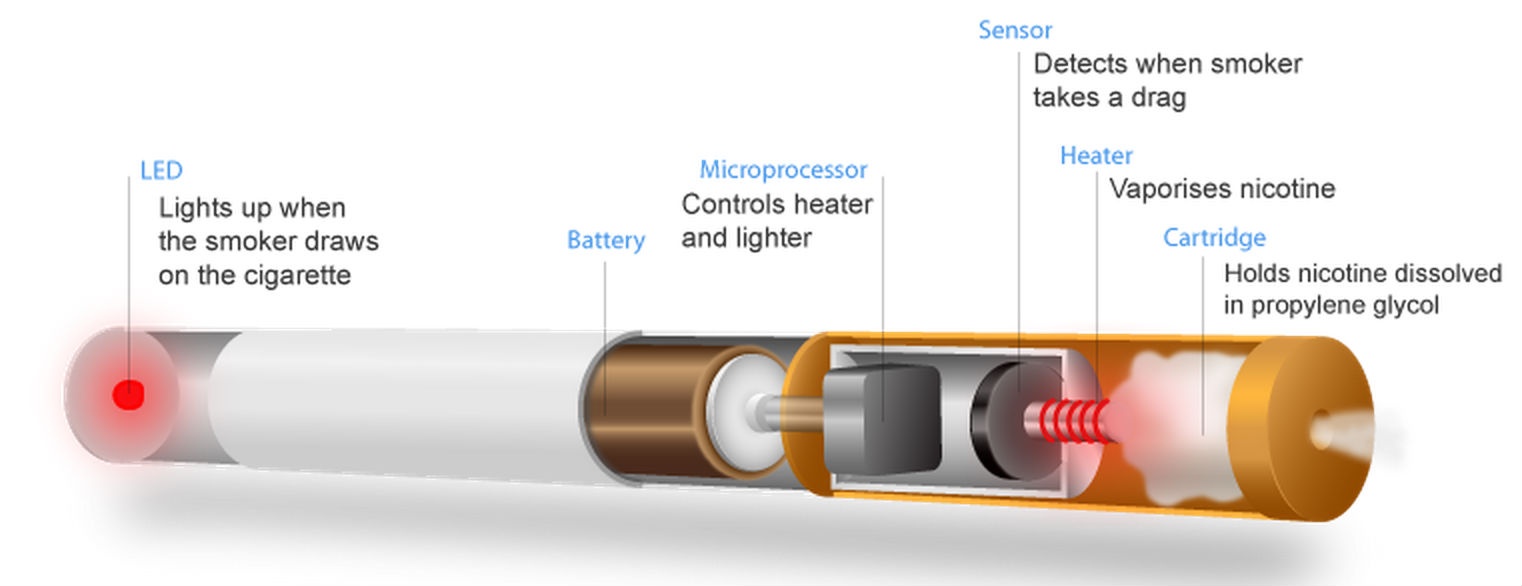 Sensor
Detects when smoker
takes a drag
Heater
Vaporises nicotine
LED
Lights up when
the smoker draws
on the cigarette
Microprocessor
Controls heater
and lighter
Battery
Cartridge
Holds nicotine dissolved
in propylene glycol